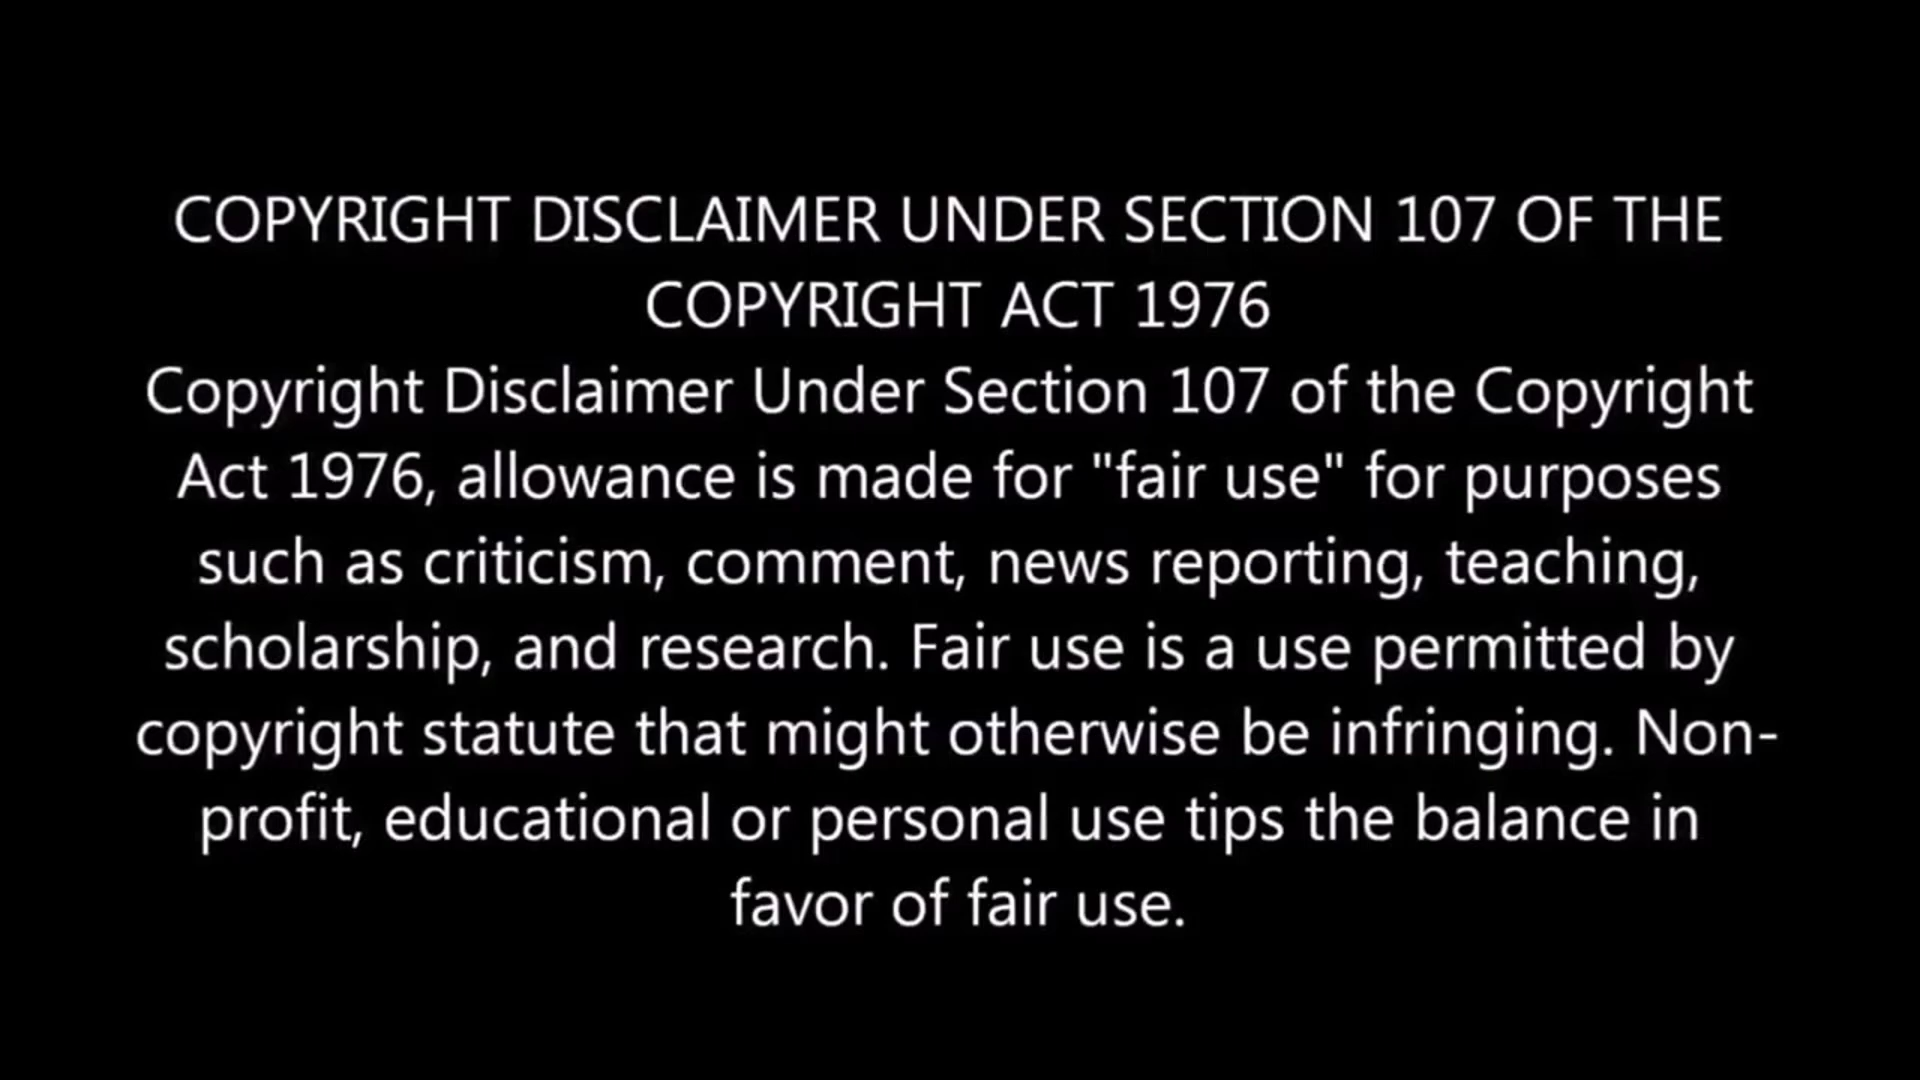 COPYRIGHT DISCLAIMER UNDER SECTION 107 OF THE
COPYRIGHT ACT 1976
Copyright Disclaimer Under Section 107 of the Copyright
Act 1976, allowance is made for "fair use" for purposes
such as criticism, comment, news reporting, teaching,
scholarship, and research. Fair use is a use permitted by
copyright statute that might otherwise be infringing. Non-
profit, educational or personal use tips the balance in
favor of fair use.